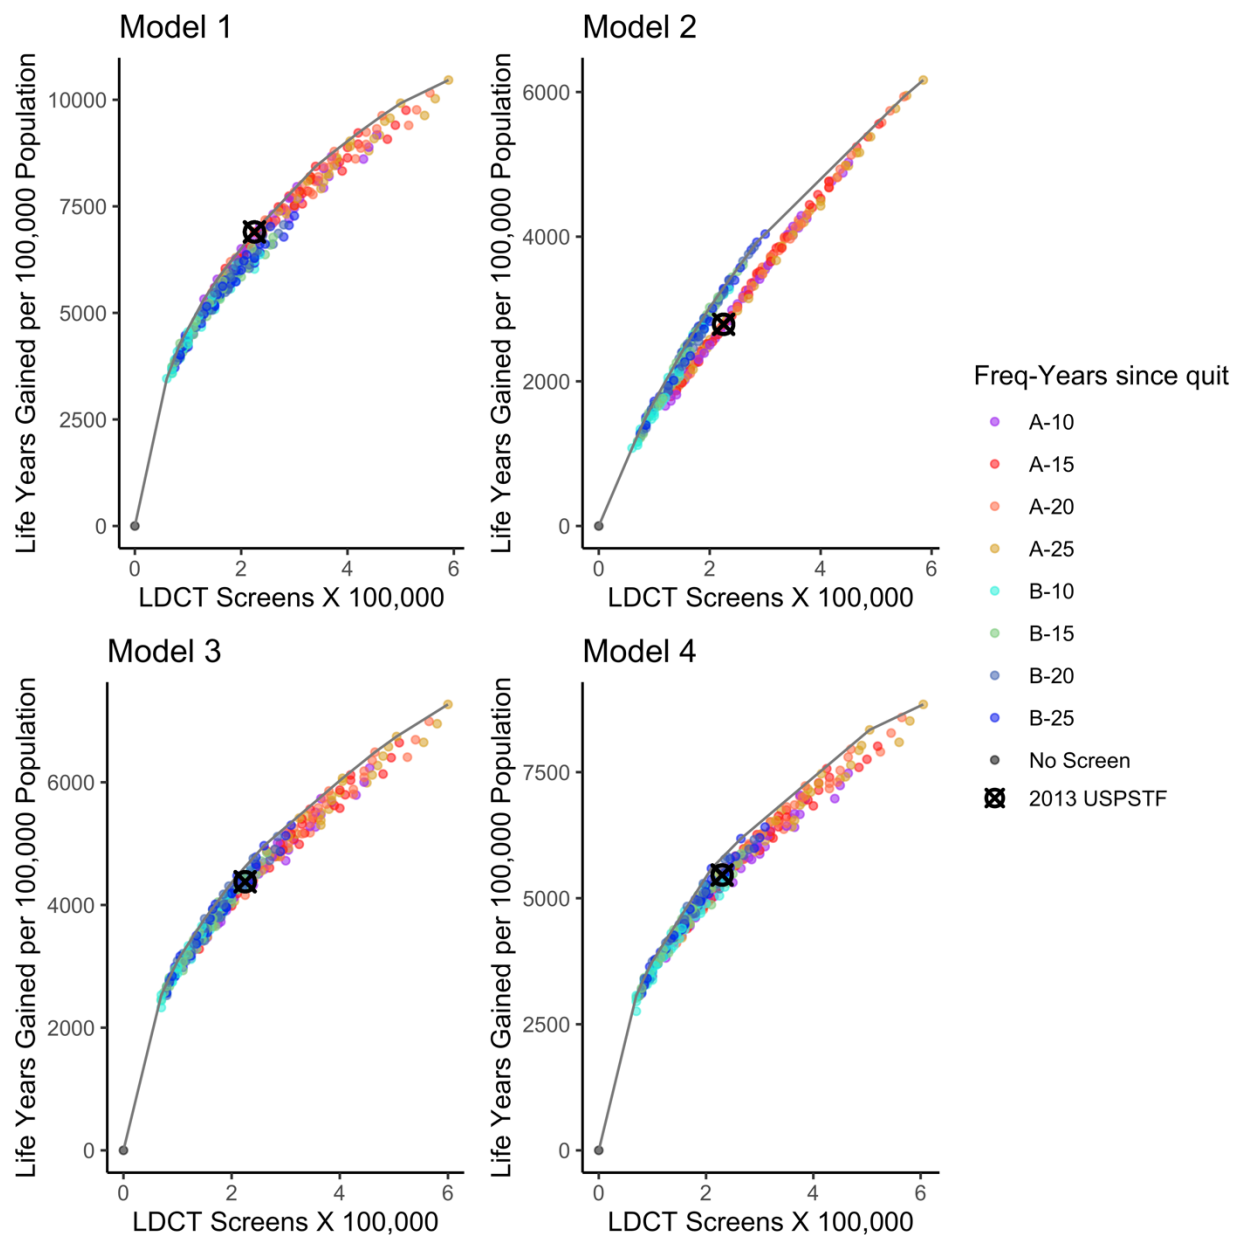 Model 1
Life Years Gained per 100,000 Population
10000
7500
5000
2500
0
0 2 4 6
LDCT Screens X 100,000
Model 2
Life Years Gained per 100,000 Population
6000
4000
2000
0
0 2 4 6
LDCT Screens X 100,000
Model 3
Life Years Gained per 100,000 Population
6000
4000
2000
0
0 2 4 6
LDCT Screens X 100,000
Model 4
Life Years Gained per 100,000 Population
7500
5000
2500
0
0 2 4 6
LDCT Screens X 100,000
Freq-Years since quit
A-10
A-15
A-20
A-25
B-10
B-15
B-20
B-25
No Screen
2013 USPSTF